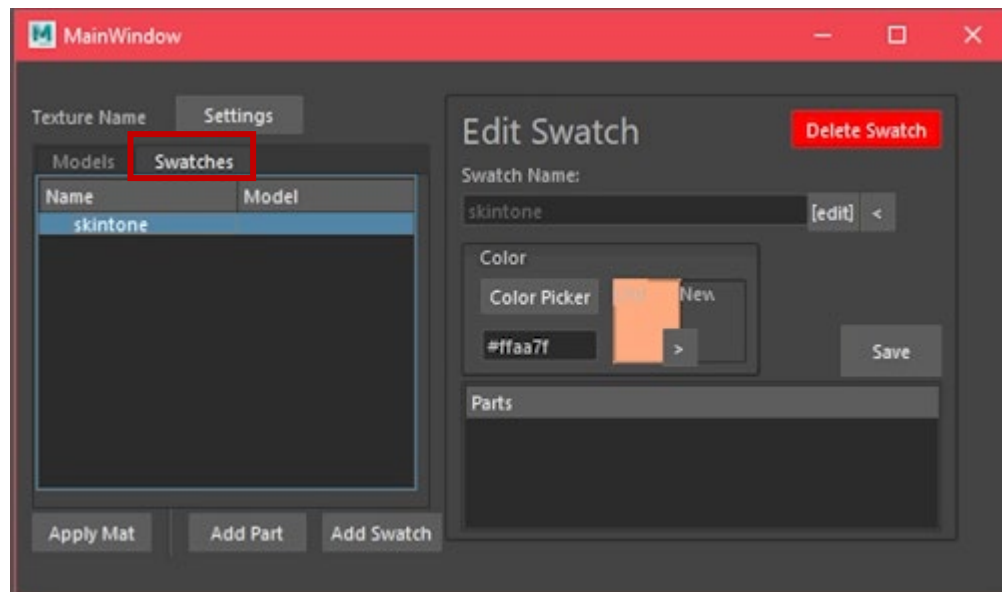 MainWindow
Texture Name
Settings
Models
Swatches
Name
Model
skintone
Apply Mat
Add Part
Add Swatch
Edit Swatch
Delete Swatch
Swatch Name:
skintone
[edit]
<
Color
Color Picker
New
#ffaa7f
>
Save
Parts